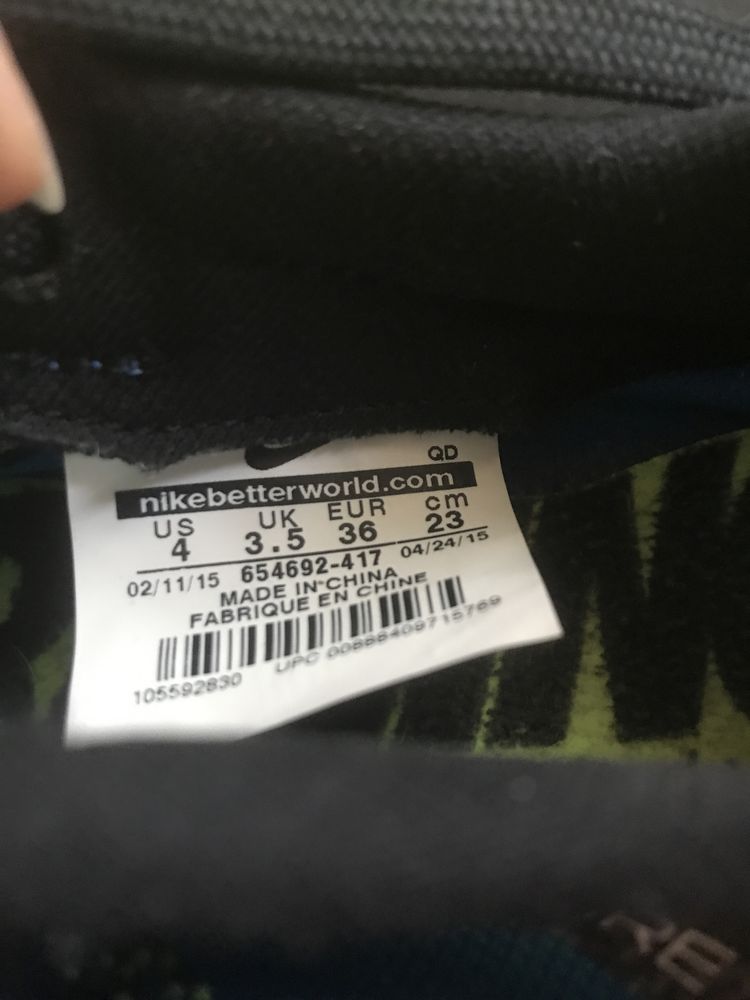 QD
nikebetterworld.com
US UK EUR cm
4 3.5 36 23
02/11/15 654692-417 04/24/15
MADE IN CHINA
FABRIQUE EN CHINE
105592830 UPC